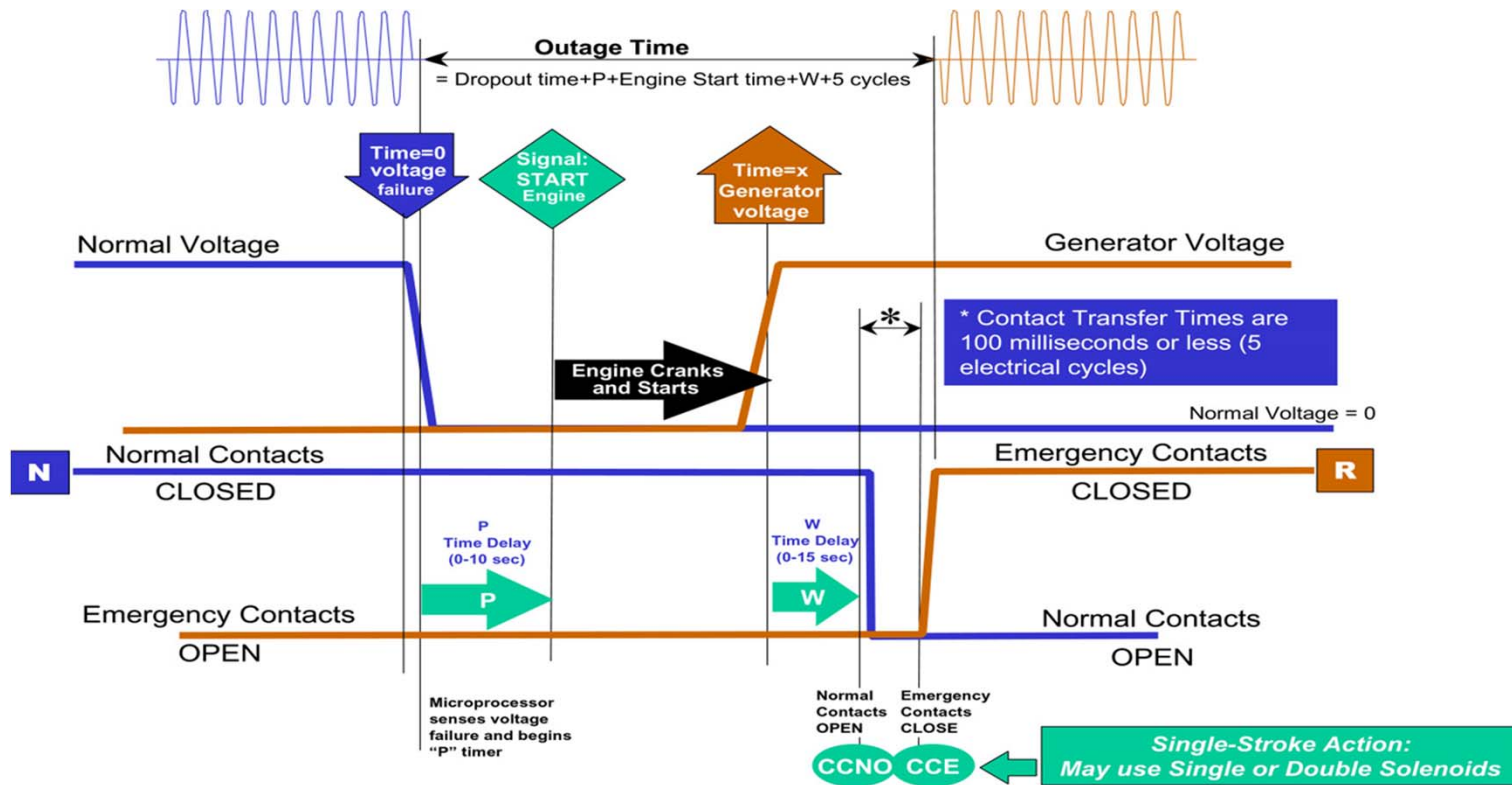 Outage Time
= Dropout time+P+Engine Start time+W+5 cycles
Time=0
voltage
failure
Signal:
START
Engine
Time=x
Generator
voltage
Normal Voltage
Generator Voltage
*
* Contact Transfer Times are
100 milliseconds or less (5
electrical cycles)
Engine Cranks
and Starts
Normal Voltage = 0
N
Normal Contacts
CLOSED
Emergency Contacts
CLOSED
R
P
Time Delay
(0-10 sec)
P
W
Time Delay
(0-15 sec)
W
Emergency Contacts
OPEN
Normal Contacts
OPEN
Microprocessor
senses voltage
failure and begins
“P” timer
Normal
Contacts
OPEN
Emergency
Contacts
CLOSE
CCNO
CCE
Single-Stroke Action:
May use Single or Double Solenoids